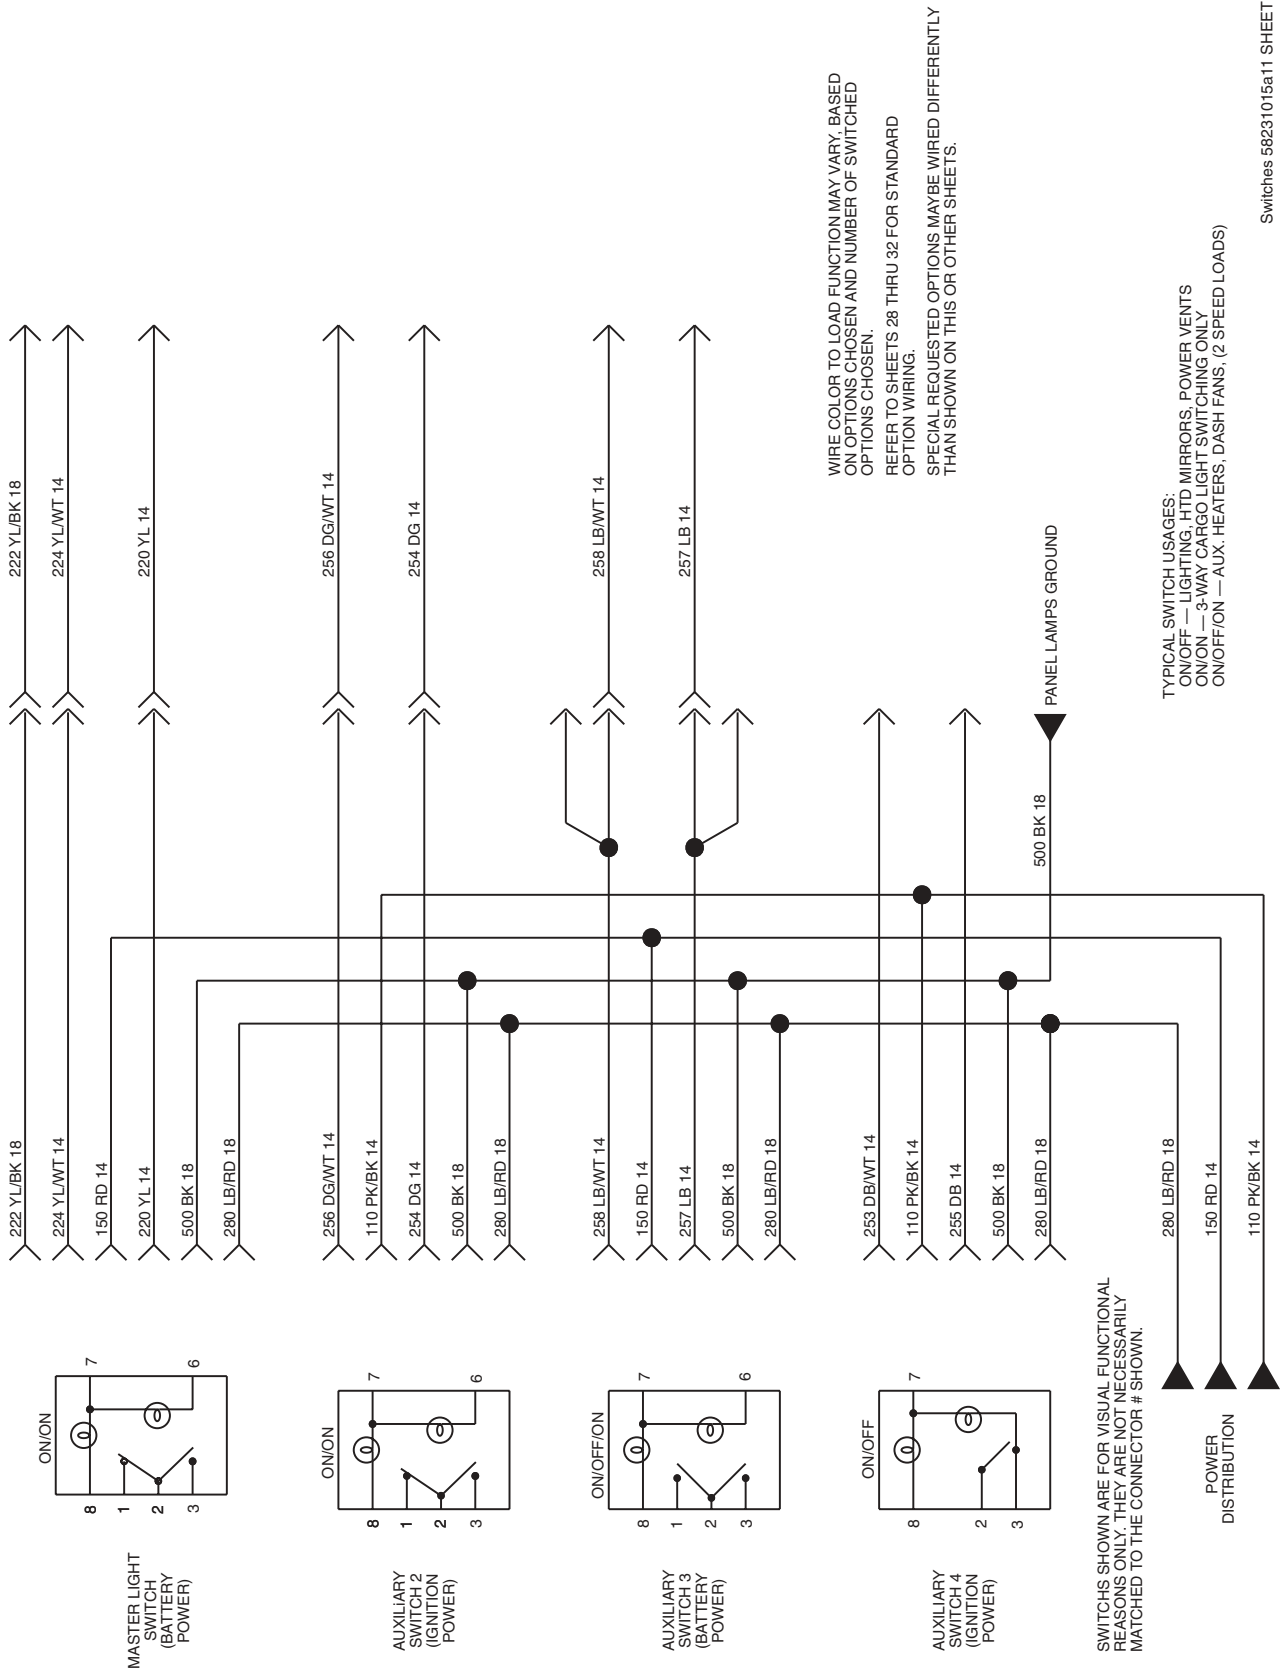 MASTER LIGHT
SWITCH
(BATTERY
POWER)
ON/ON
8
1
2
3
7
6
222 YL/BK 18
224 YL/WT 14
150 RD 14
220 YL 14
500 BK 18
280 LB/RD 18
222 YL/BK 18
224 YL/WT 14
220 YL 14
AUXILiARY
SWITCH 2
(IGNITION
POWER)
ON/ON
8
1
2
3
7
6
256 DG/WT 14
110 PK/BK 14
254 DG 14
500 BK 18
280 LB/RD 18
256 DG/WT 14
254 DG 14
AUXILIARY
SWITCH 3
(BATTERY
POWER)
ON/OFF/ON
8
1
2
3
7
6
258 LB/WT 14
150 RD 14
257 LB 14
500 BK 18
280 LB/RD 18
258 LB/WT 14
257 LB 14
AUXILIARY
SWITCH 4
(IGNITION
POWER)
ON/OFF
8
2
3
7
253 DB/WT 14
110 PK/BK 14
255 DB 14
500 BK 18
280 LB/RD 18
500 BK 18
PANEL LAMPS GROUND
WIRE COLOR TO LOAD FUNCTION MAY VARY, BASED
ON OPTIONS CHOSEN AND NUMBER OF SWITCHED
OPTIONS CHOSEN.
REFER TO SHEETS 28 THRU 32 FOR STANDARD
OPTION WIRING.
SPECIAL REQUESTED OPTIONS MAYBE WIRED DIFFERENTLY
THAN SHOWN ON THIS OR OTHER SHEETS.
SWITCHS SHOWN ARE FOR VISUAL FUNCTIONAL
REASONS ONLY. THEY ARE NOT NECESSARILY
MATCHED TO THE CONNECTOR # SHOWN.
POWER
DISTRIBUTION
280 LB/RD 18
150 RD 14
110 PK/BK 14
TYPICAL SWITCH USAGES:
ON/OFF — LIGHTING, HTD MIRRORS, POWER VENTS
ON/ON — 3-WAY CARGO LIGHT SWITCHING ONLY
ON/OFF/ON — AUX. HEATERS, DASH FANS, (2 SPEED LOADS)
Switches 58231015a11 SHEET